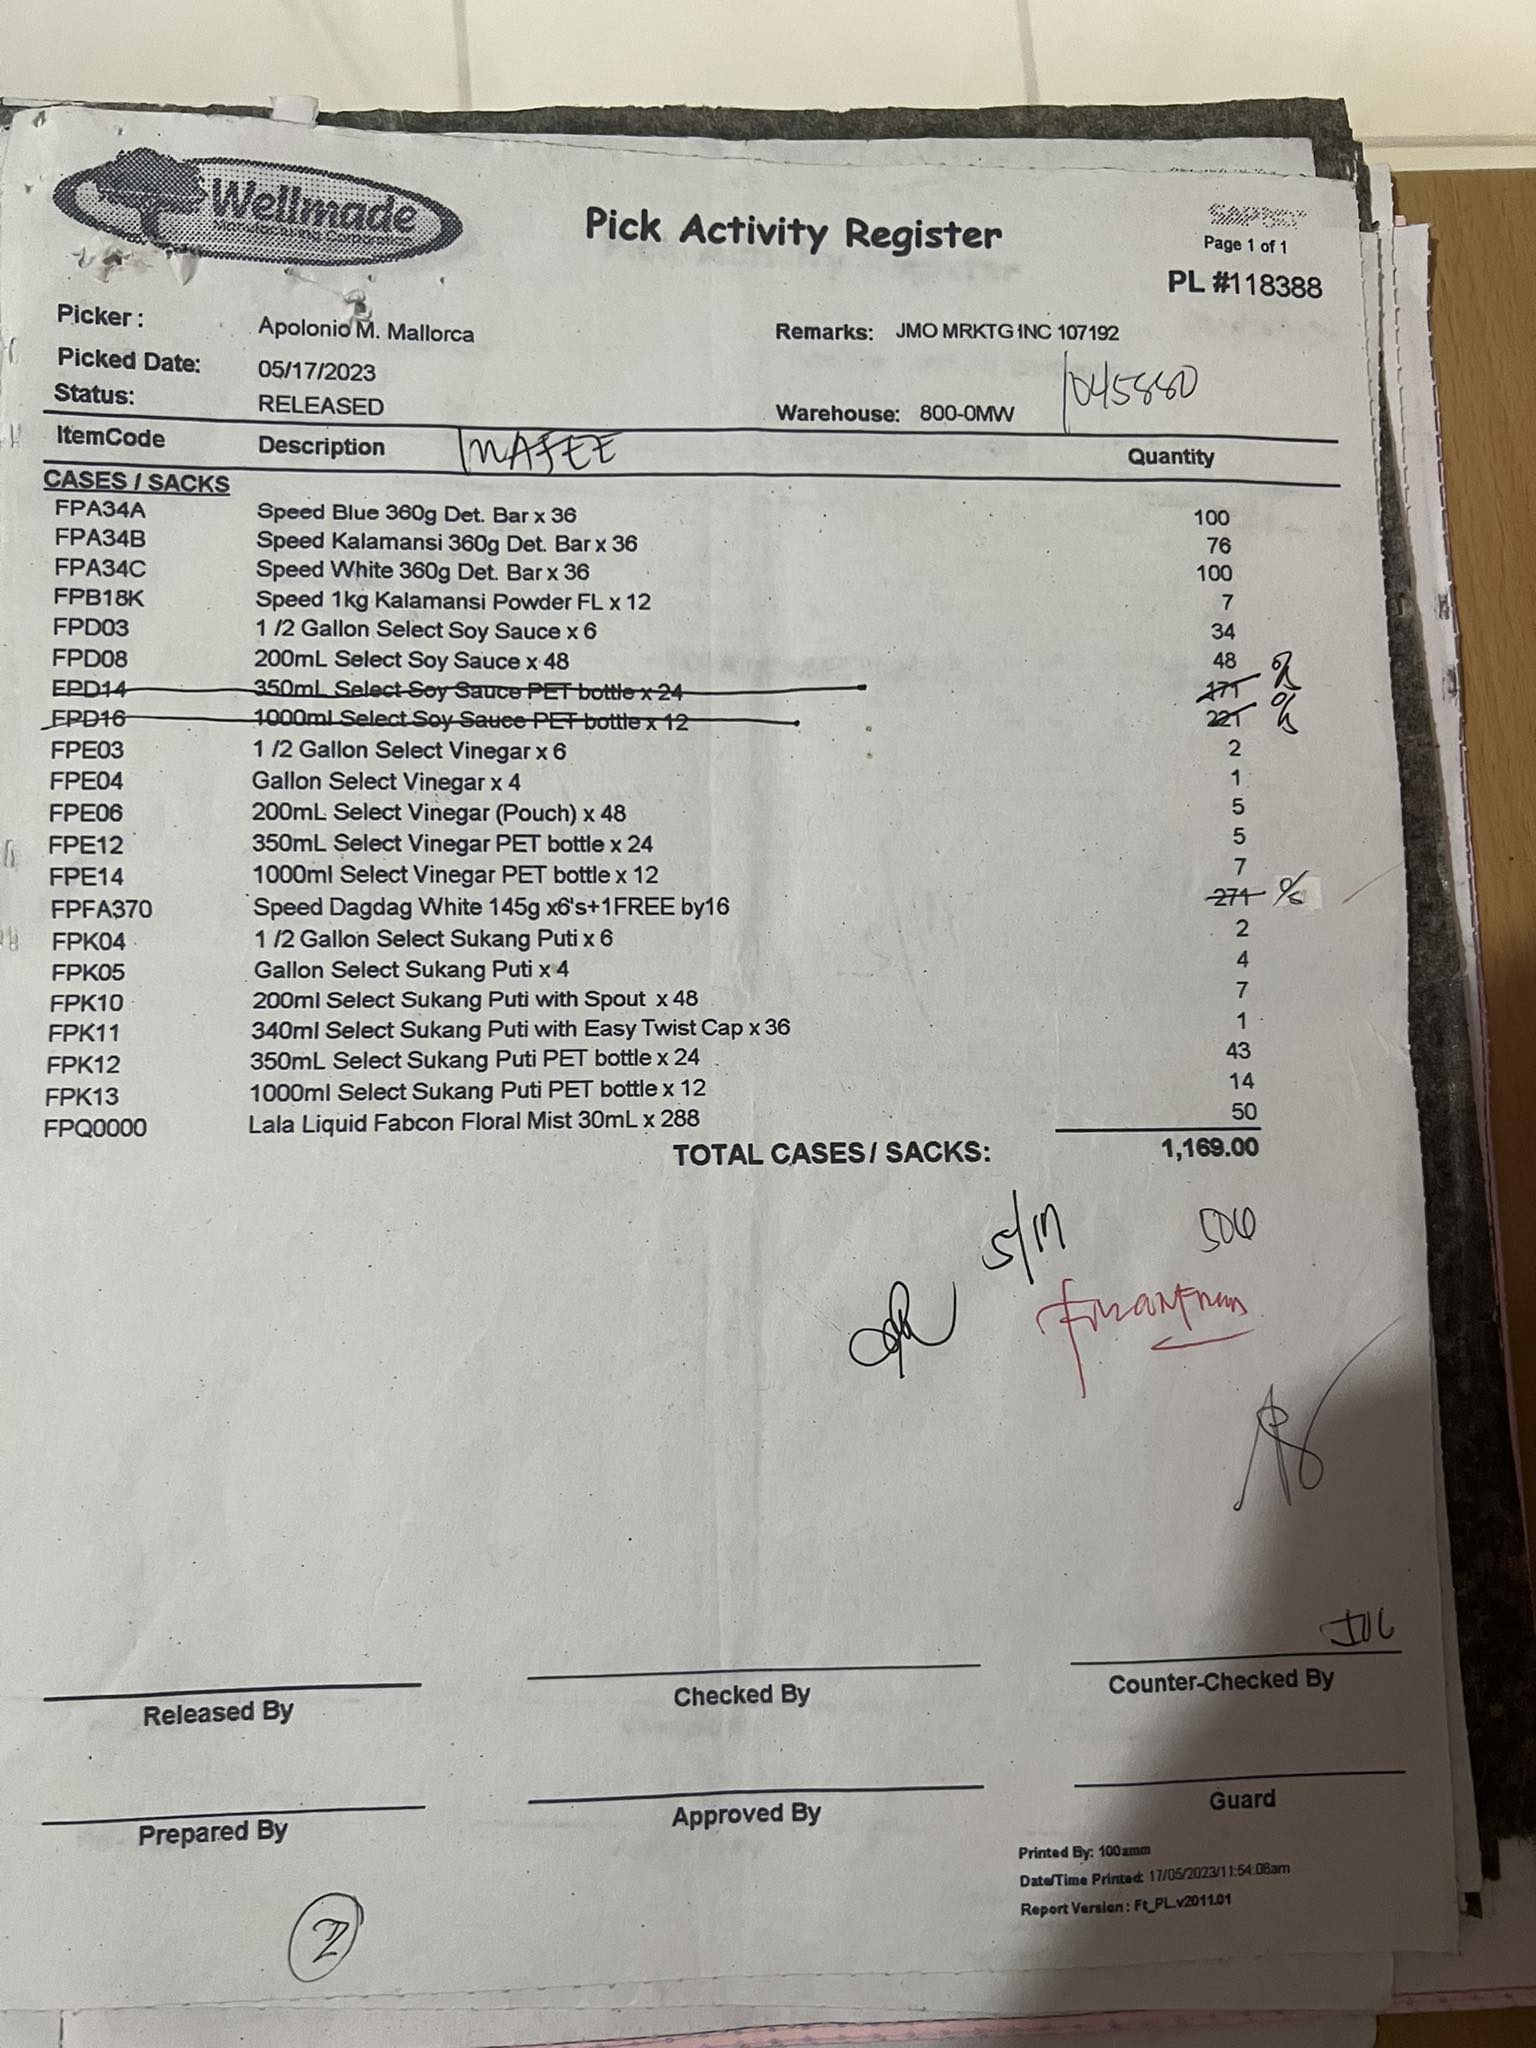 Wellmade
Manufacturing Corporation
Pick Activity Register
Page 1 of 1
PL #118388
Picker : Apolonio M. Mallorca
Remarks: JMO MRKTG INC 107192
Picked Date: 05/17/2023
Status: RELEASED
Warehouse: 800-0MW 1045880
ItemCode Description Quantity
CASES / SACKS
FPA34A Speed Blue 360g Det. Bar x 36 100
FPA34B Speed Kalamansi 360g Det. Bar x 36 76
FPA34C Speed White 360g Det. Bar x 36 100
FPB18K Speed 1kg Kalamansi Powder FL x 12 7
FPD03 1 /2 Gallon Select Soy Sauce x 6 34
FPD08 200mL Select Soy Sauce x 48 48
FPD14 350mL Select Soy Sauce PET bottle x 24 171 o/s
FPD16 1000ml Select Soy Sauce PET bottle x 12 221 o/s
FPE03 1 /2 Gallon Select Vinegar x 6 2
FPE04 Gallon Select Vinegar x 4 1
FPE06 200mL Select Vinegar (Pouch) x 48 5
FPE12 350mL Select Vinegar PET bottle x 24 5
FPE14 1000ml Select Vinegar PET bottle x 12 7
FPFA370 Speed Dagdag White 145g x6's+1FREE by16 271 o/s
FPK04 1 /2 Gallon Select Sukang Puti x 6 2
FPK05 Gallon Select Sukang Puti x 4 4
FPK10 200ml Select Sukang Puti with Spout x 48 7
FPK11 340ml Select Sukang Puti with Easy Twist Cap x 36 1
FPK12 350mL Select Sukang Puti PET bottle x 24 43
FPK13 1000ml Select Sukang Puti PET bottle x 12 14
FPQ0000 Lala Liquid Fabcon Floral Mist 30mL x 288 50
TOTAL CASES / SACKS: 1,169.00
5/17 506
Released By
Checked By
Counter-Checked By
Prepared By
Approved By
Guard
Printed By: 100amm
Date/Time Printed: 17/05/2023/11:54:08am
Report Version : Ft_PL.v2011.01
2